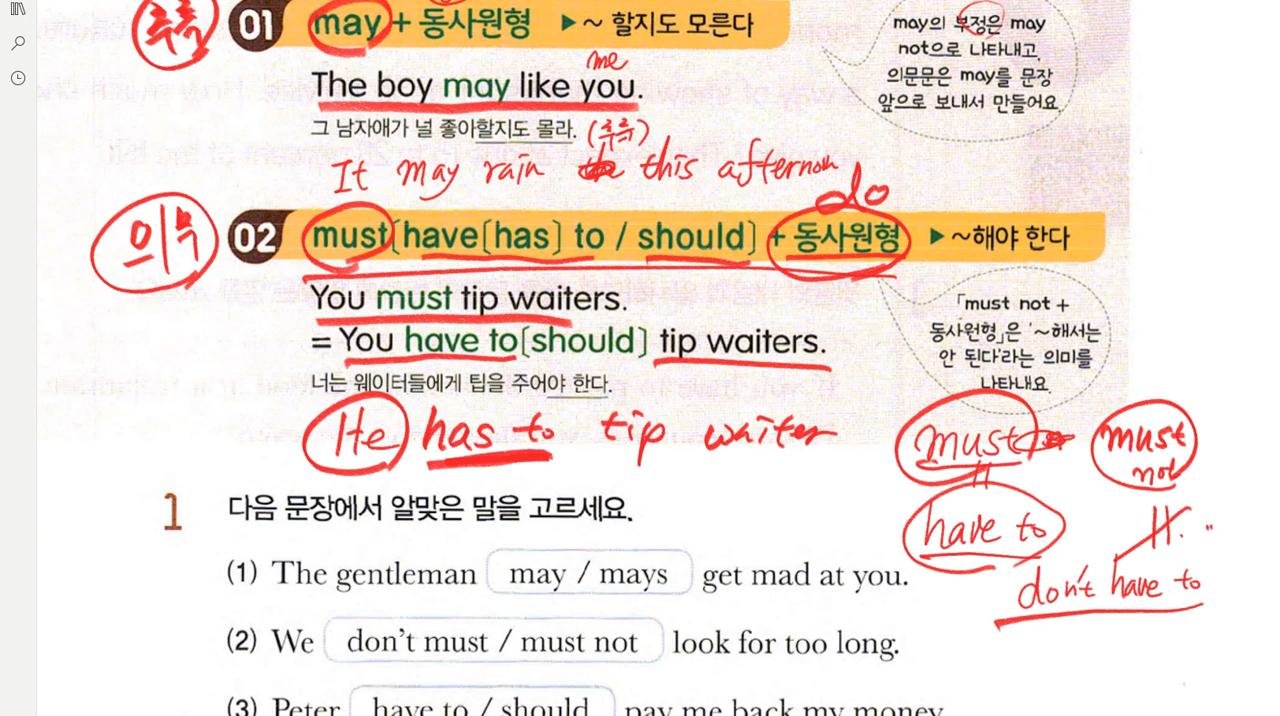 추측
01 may + 동사원형 ▶ ~ 할지도 모른다
may의 부정은 may
not으로 나타내고,
의문문은 may를 문장
앞으로 보내서 만들어요.
me
The boy may like you.
그 남자애가 널 좋아할지도 몰라. (추측)
It may rain this afternoon
do
의무
02 must[have[has] to / should] + 동사원형 ▶ ~해야 한다
You must tip waiters.
= You have to[should] tip waiters.
너는 웨이터들에게 팁을 주어야 한다.
「must not +
동사원형」은 '~해서는
안 된다'라는 의미를
나타내요.
He has to tip waiter
must
must
not
have to
don't have to
1 다음 문장에서 알맞은 말을 고르세요.
(1) The gentleman may / mays get mad at you.
(2) We don't must / must not look for too long.
(3) Peter have to / should pay me back my money